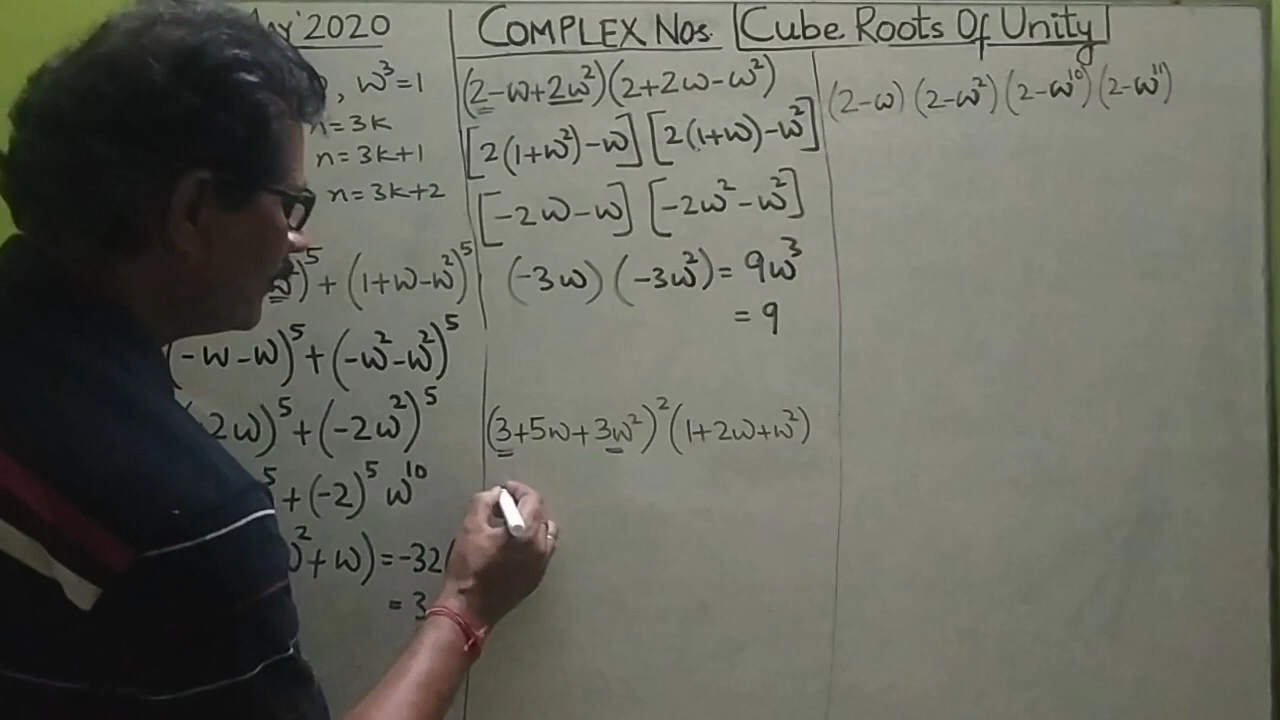 2020
COMPLEX Nos.
Cube Roots Of Unity
, ω³=1
n=3k
n=3k+1
n=3k+2
)⁵+(1+ω-ω²)⁵
(-ω-ω)⁵+(-ω²-ω²)⁵
2ω)⁵+(-2ω²)⁵
⁵+(-2)⁵ω¹⁰
²+ω)=-32(
= 3
(2-ω+2ω²)(2+2ω-ω²)
[2(1+ω²)-ω][2(1+ω)-ω²]
[-2ω-ω][-2ω²-ω²]
(-3ω)(-3ω²)=9ω³
=9
(3+5ω+3ω²)²(1+2ω+ω²)
(2-ω)(2-ω²)(2-ω¹⁰)(2-ω¹¹)